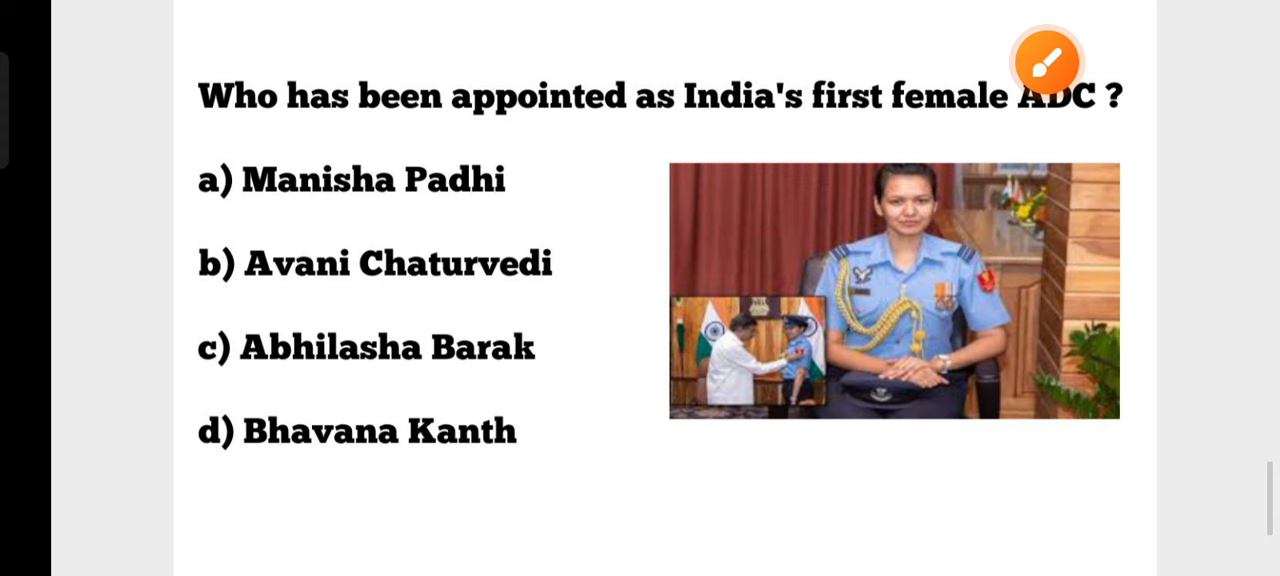 Who has been appointed as India's first female ADC ?
a) Manisha Padhi
b) Avani Chaturvedi
c) Abhilasha Barak
d) Bhavana Kanth